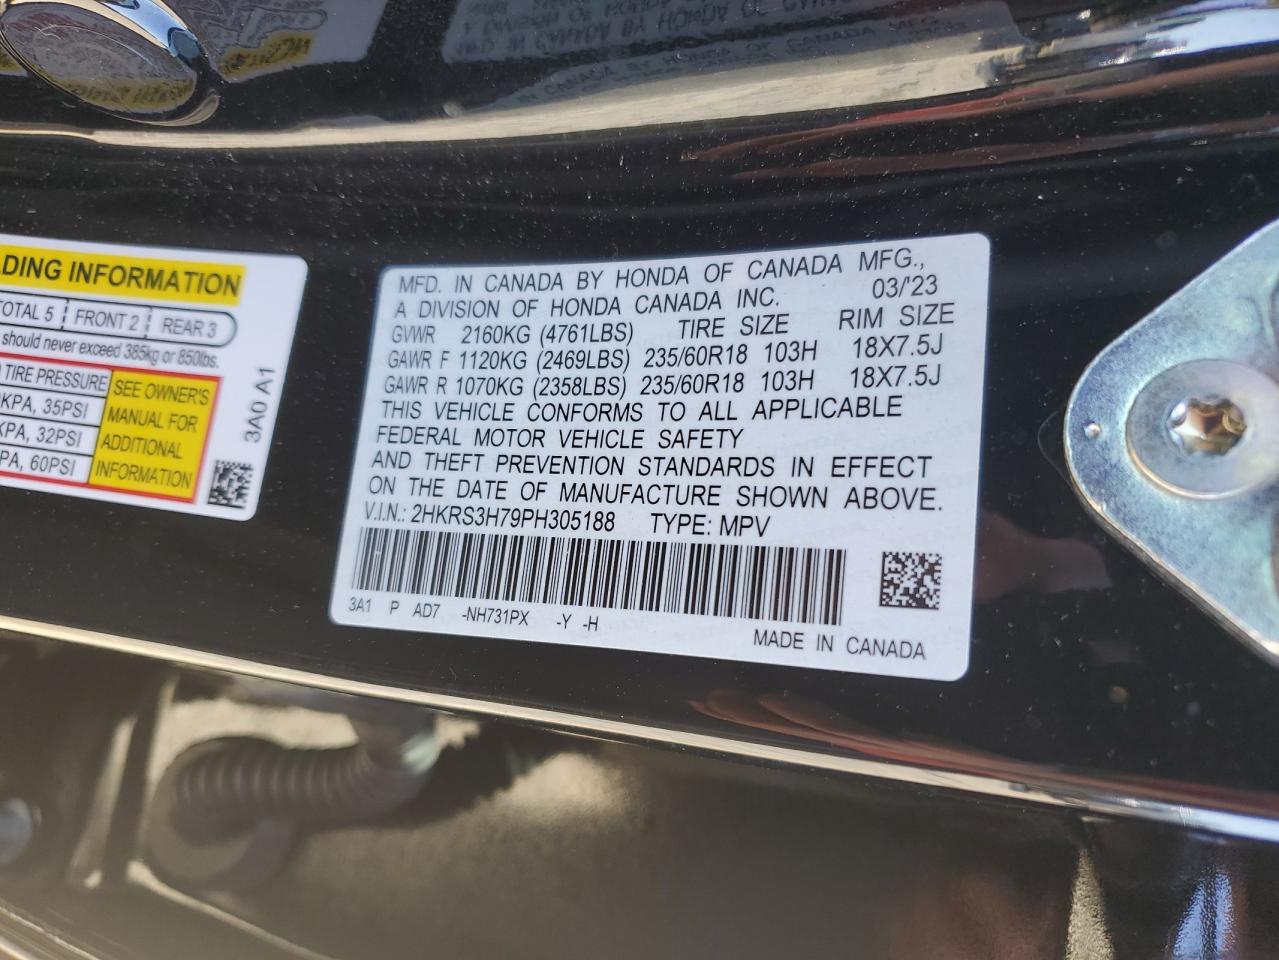 DING INFORMATION
TOTAL 5 FRONT 2 REAR 3
should never exceed 385kg or 850lbs.
TIRE PRESSURE
KPA, 35PSI
KPA, 32PSI
PA, 60PSI
SEE OWNER'S
MANUAL FOR
ADDITIONAL
INFORMATION
3A0 A1
MFD. IN CANADA BY HONDA OF CANADA MFG.,
A DIVISION OF HONDA CANADA INC. 03/'23
GVWR 2160KG (4761LBS) TIRE SIZE RIM SIZE
GAWR F 1120KG (2469LBS) 235/60R18 103H 18X7.5J
GAWR R 1070KG (2358LBS) 235/60R18 103H 18X7.5J
THIS VEHICLE CONFORMS TO ALL APPLICABLE
FEDERAL MOTOR VEHICLE SAFETY
AND THEFT PREVENTION STANDARDS IN EFFECT
ON THE DATE OF MANUFACTURE SHOWN ABOVE.
V.I.N.: 2HKRS3H79PH305188 TYPE: MPV
3A1 P AD7 -NH731PX -Y -H
MADE IN CANADA